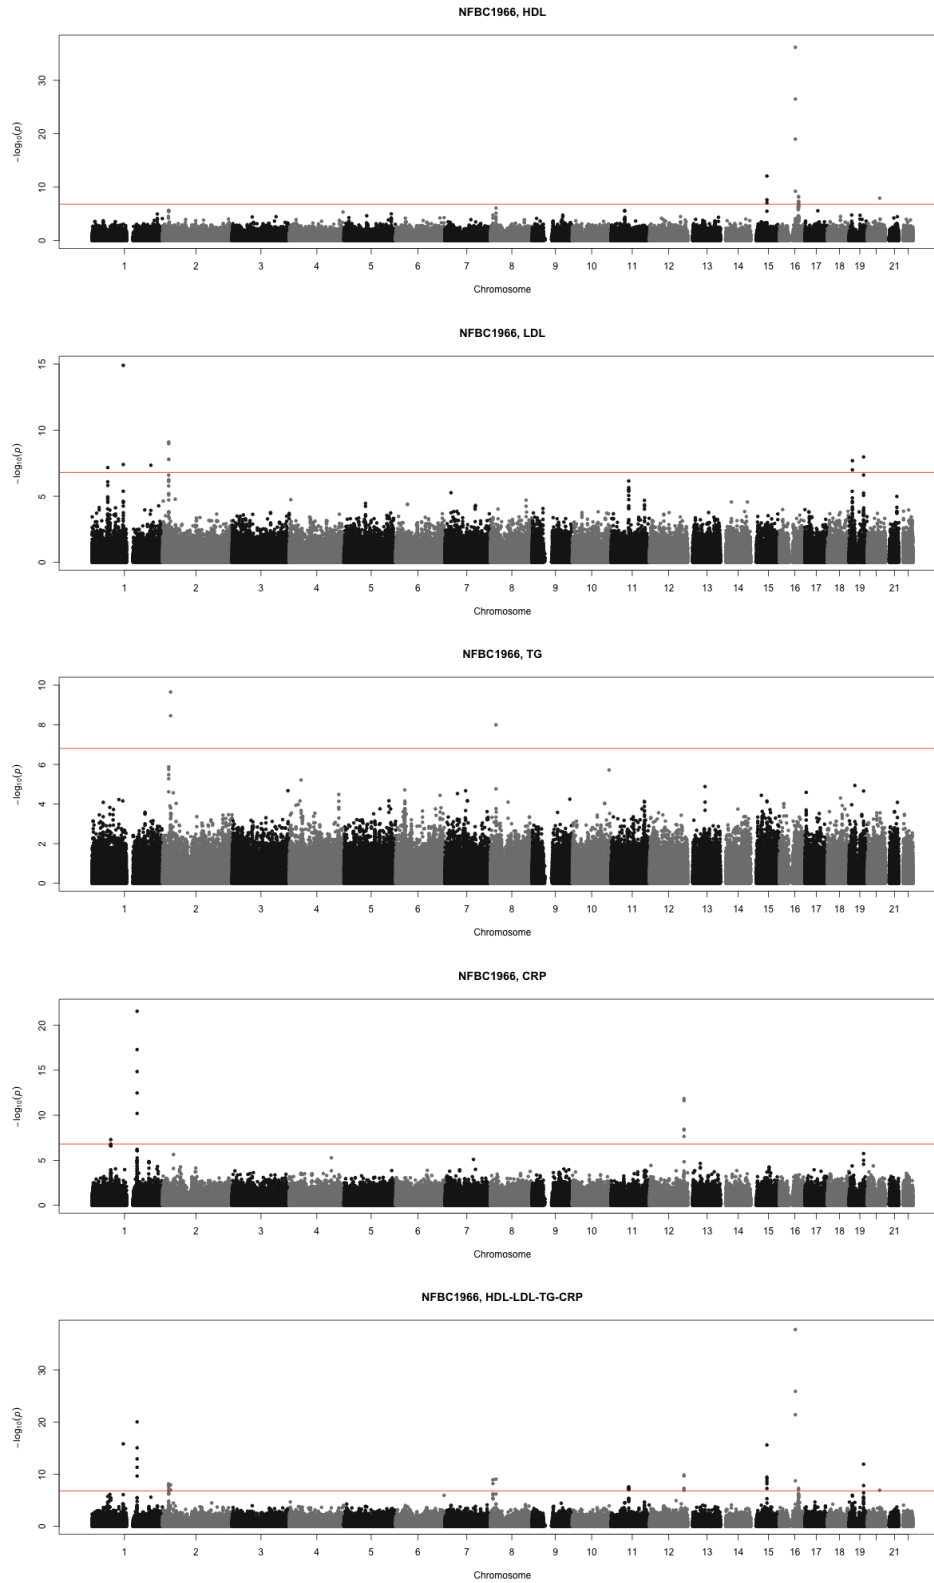 NFBC1966, HDL
30
20
10
0
−log10(p)
1 2 3 4 5 6 7 8 9 10 11 12 13 14 15 16 17 18 19 21
Chromosome
NFBC1966, LDL
15
10
5
0
−log10(p)
1 2 3 4 5 6 7 8 9 10 11 12 13 14 15 16 17 18 19 21
Chromosome
NFBC1966, TG
10
8
6
4
2
0
−log10(p)
1 2 3 4 5 6 7 8 9 10 11 12 13 14 15 16 17 18 19 21
Chromosome
NFBC1966, CRP
20
15
10
5
0
−log10(p)
1 2 3 4 5 6 7 8 9 10 11 12 13 14 15 16 17 18 19 21
Chromosome
NFBC1966, HDL-LDL-TG-CRP
30
20
10
0
−log10(p)
1 2 3 4 5 6 7 8 9 10 11 12 13 14 15 16 17 18 19 21
Chromosome